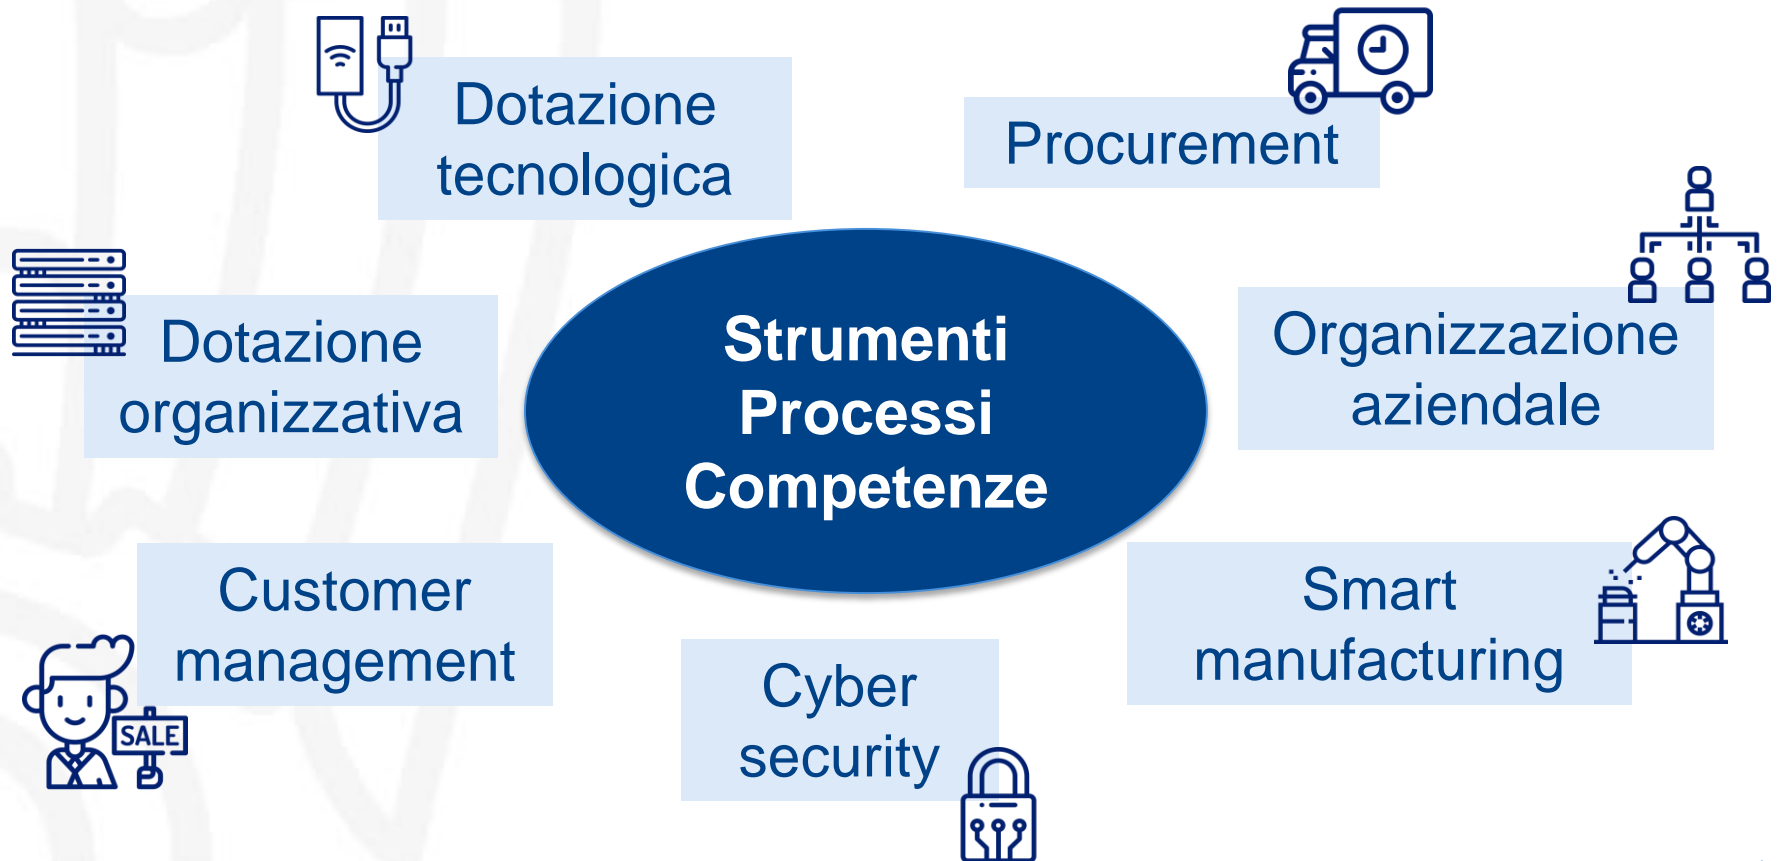 Dotazione
tecnologica
Procurement
Dotazione
organizzativa
Strumenti
Processi
Competenze
Organizzazione
aziendale
Customer
management
SALE
Cyber
security
Smart
manufacturing